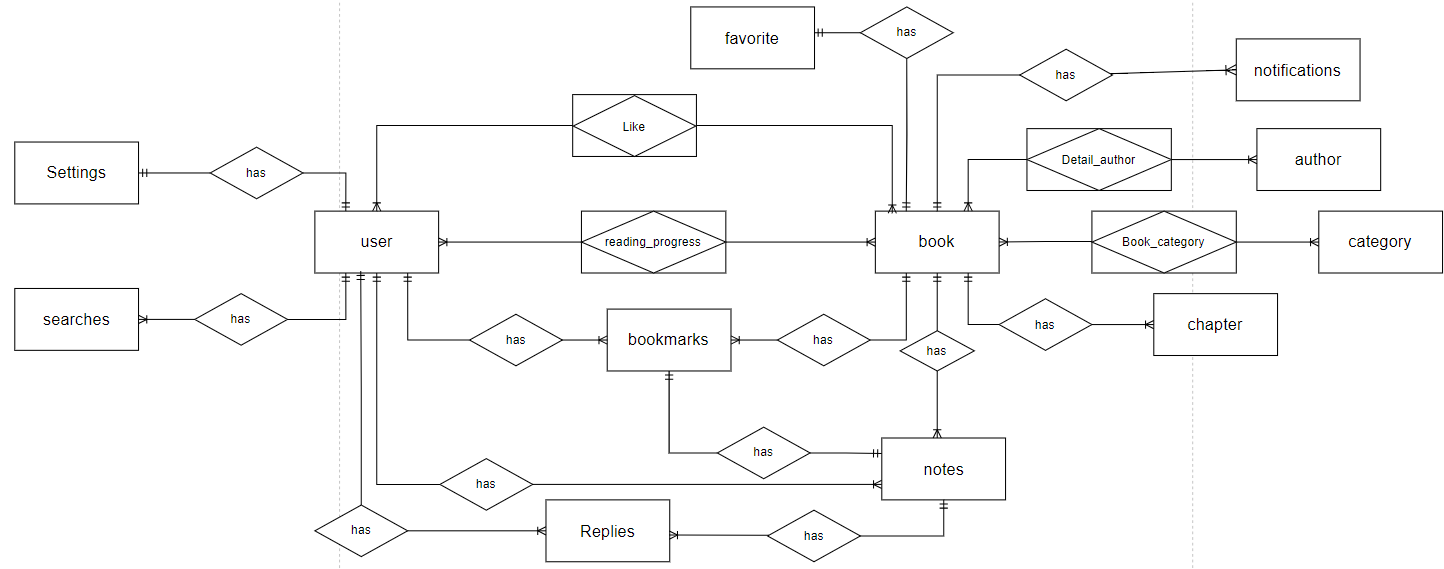 favorite
has
has
notifications
Like
Settings
has
Detail_author
author
user
reading_progress
book
Book_category
category
searches
has
has
bookmarks
has
has
has
chapter
has
notes
has
has
Replies
has